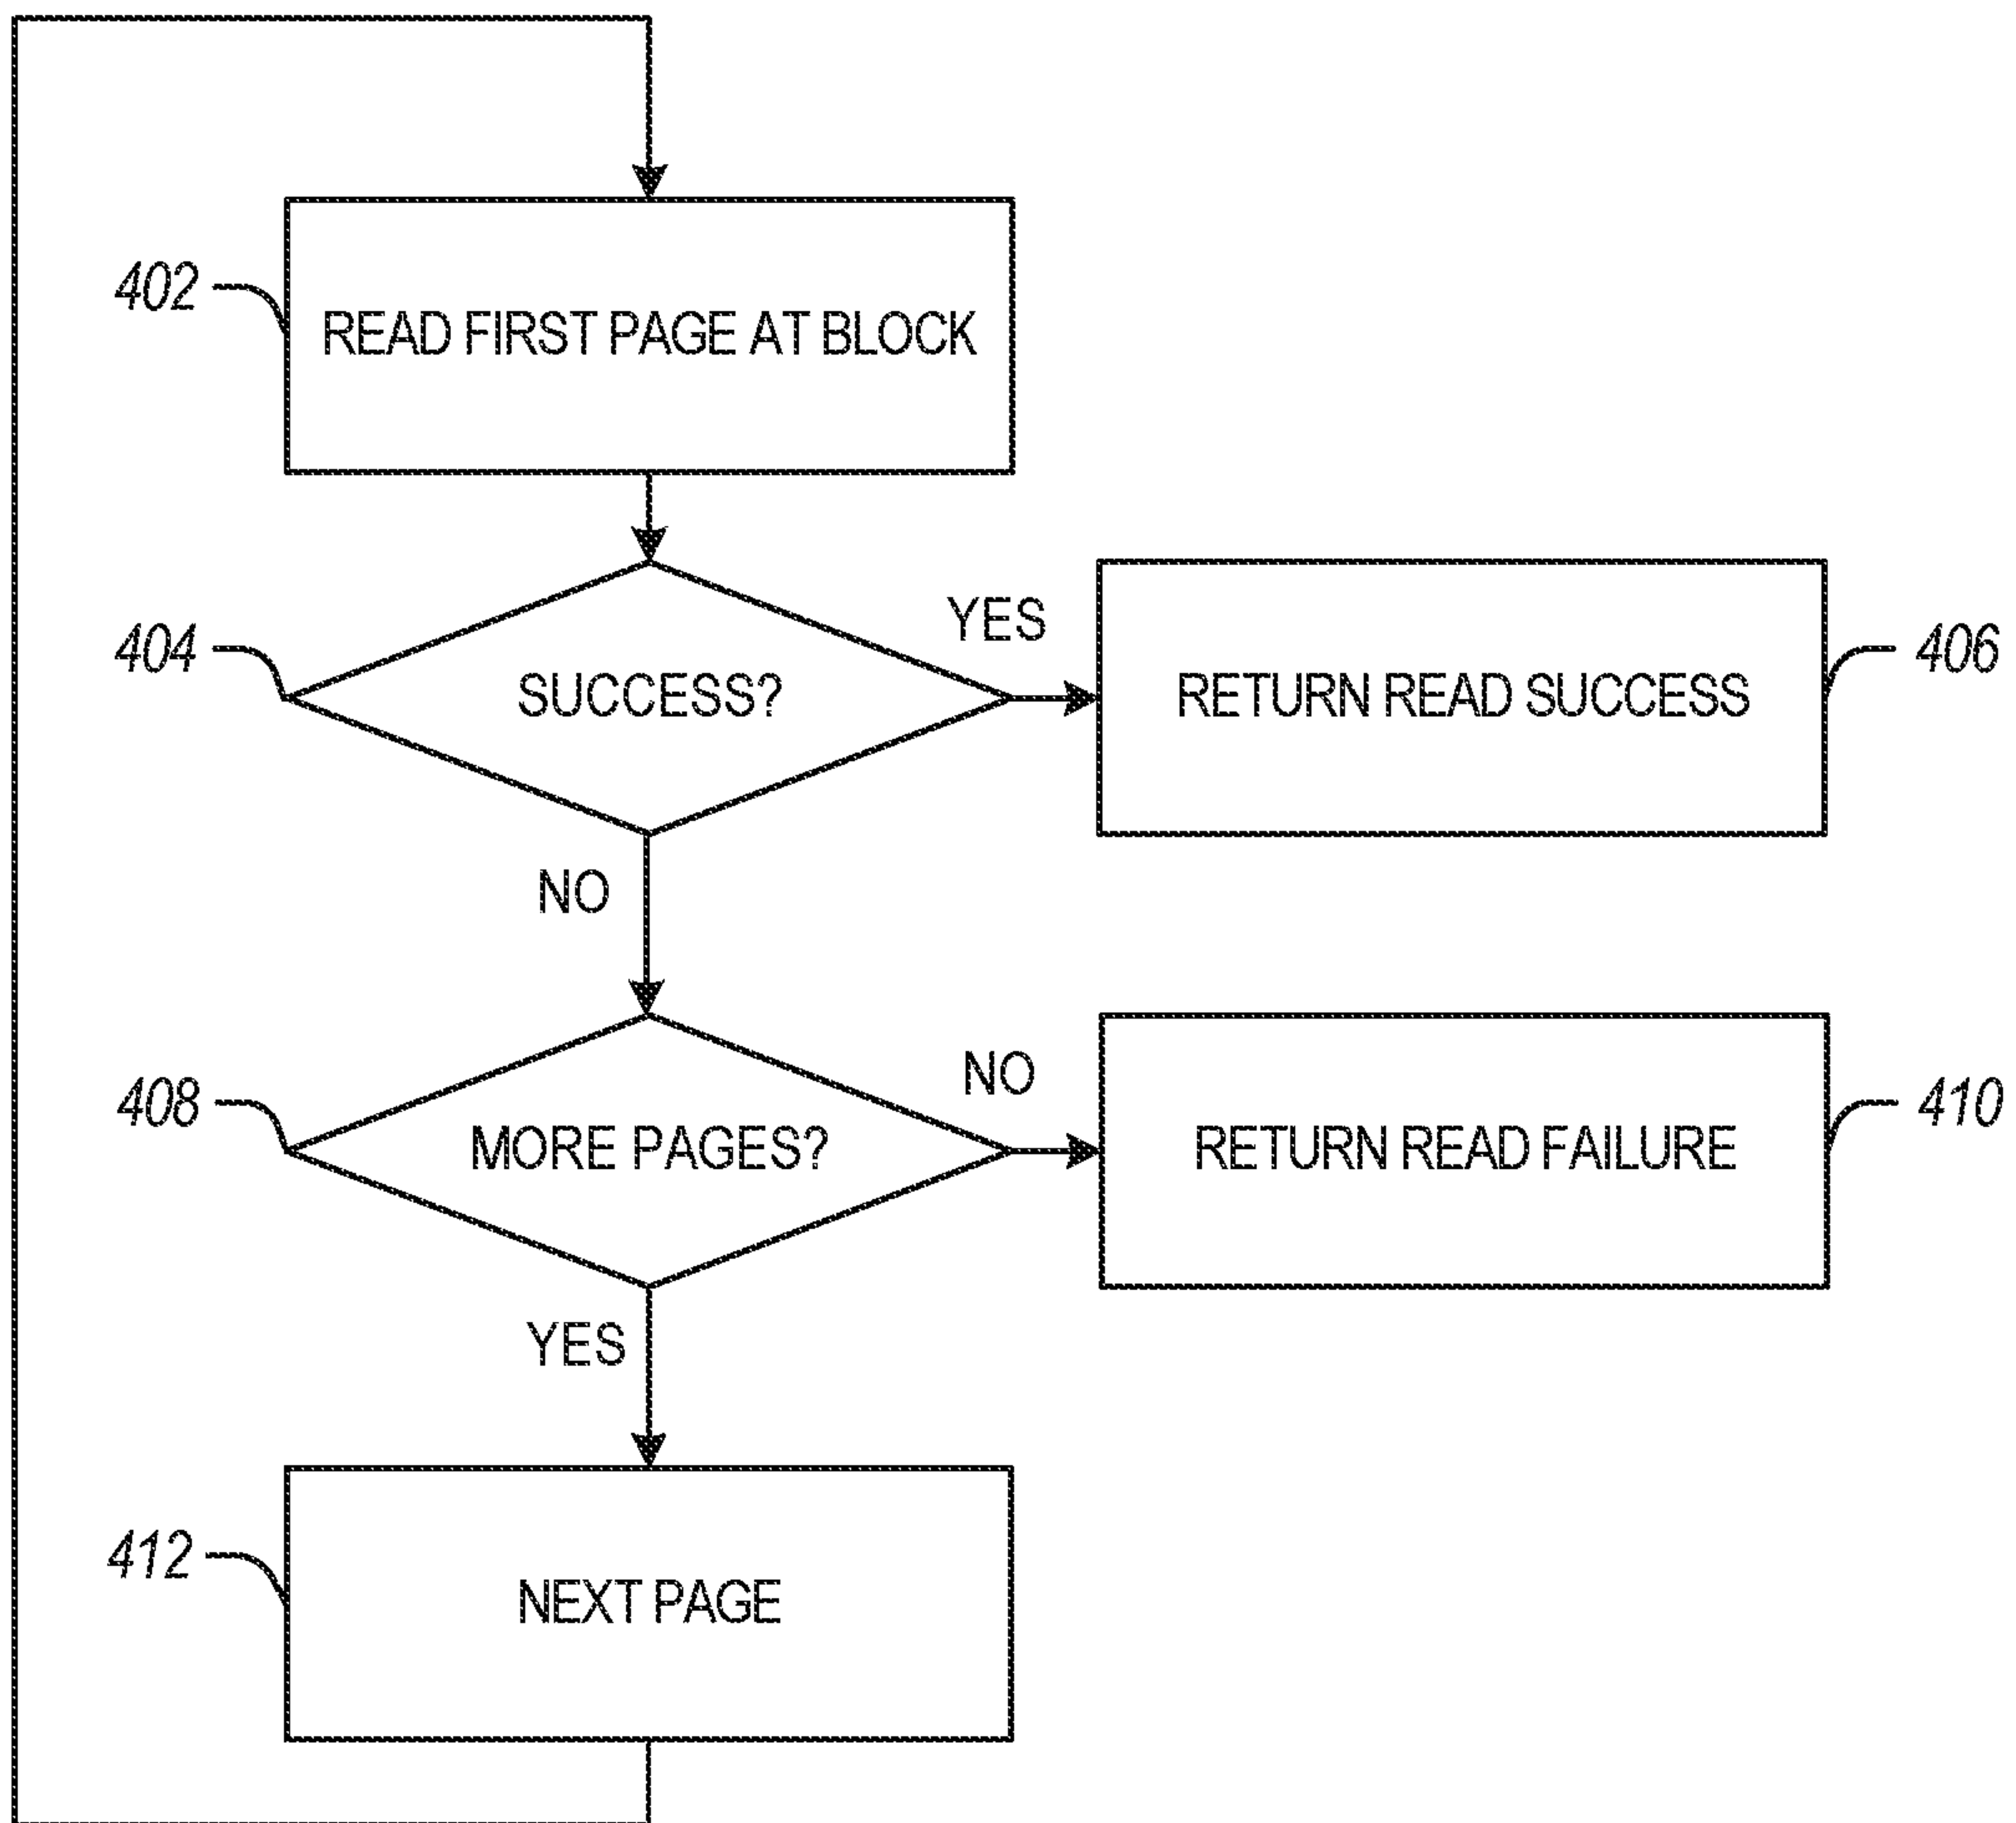 402
READ FIRST PAGE AT BLOCK
404
SUCCESS?
YES
RETURN READ SUCCESS
406
NO
408
MORE PAGES?
NO
RETURN READ FAILURE
410
YES
412
NEXT PAGE